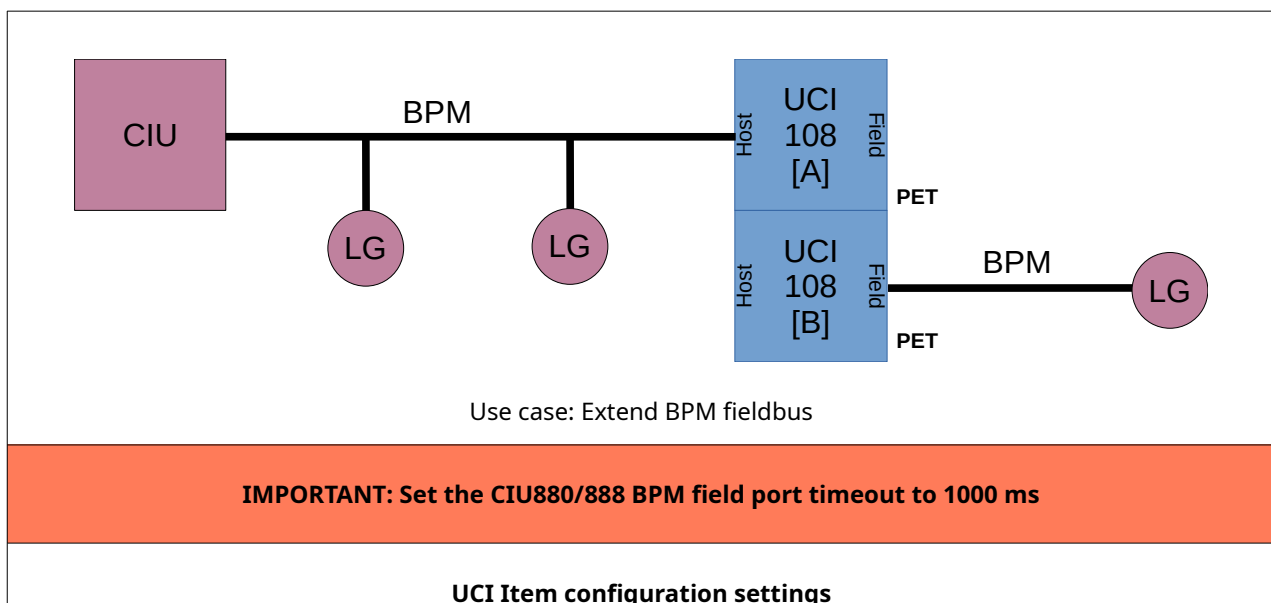 BPM
CIU
UCI
108
[A]
Host
Field
PET
LG
LG
UCI
108
[B]
Host
Field
BPM
LG
PET
Use case: Extend BPM fieldbus
IMPORTANT: Set the CIU880/888 BPM field port timeout to 1000 ms
UCI Item configuration settings